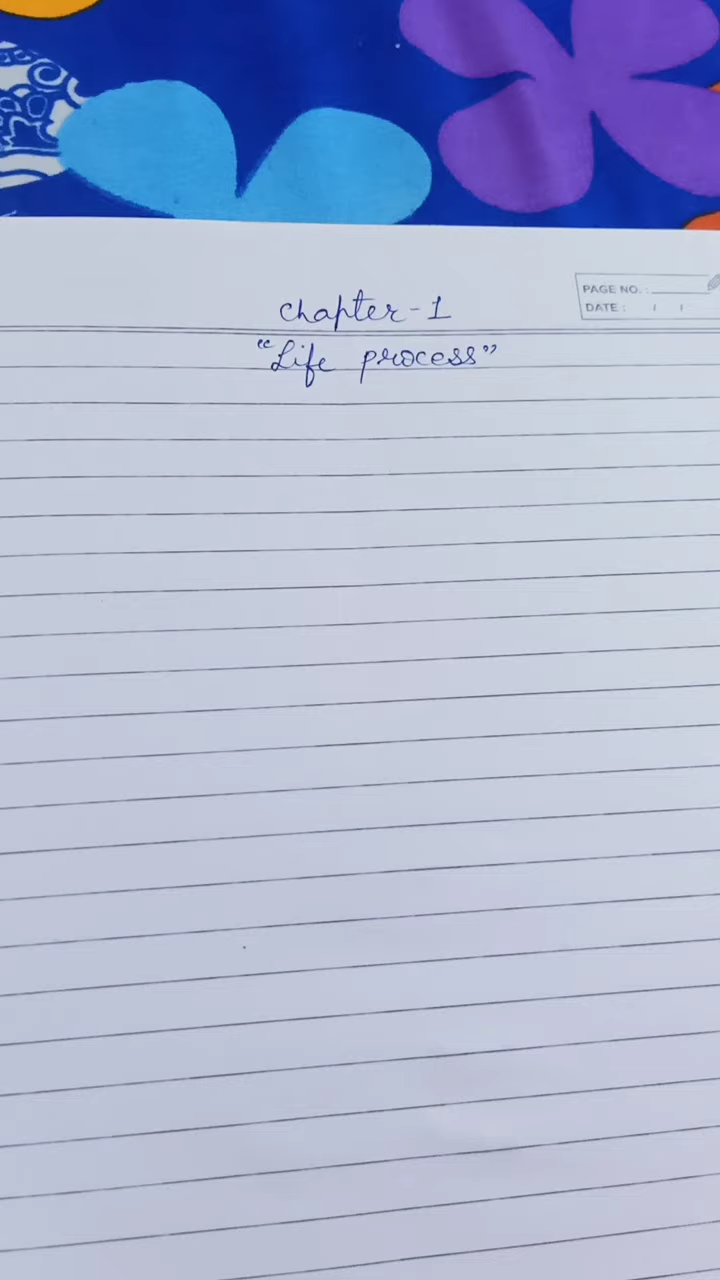 PAGE NO. :
DATE : / /
chapter-1
"Life process"